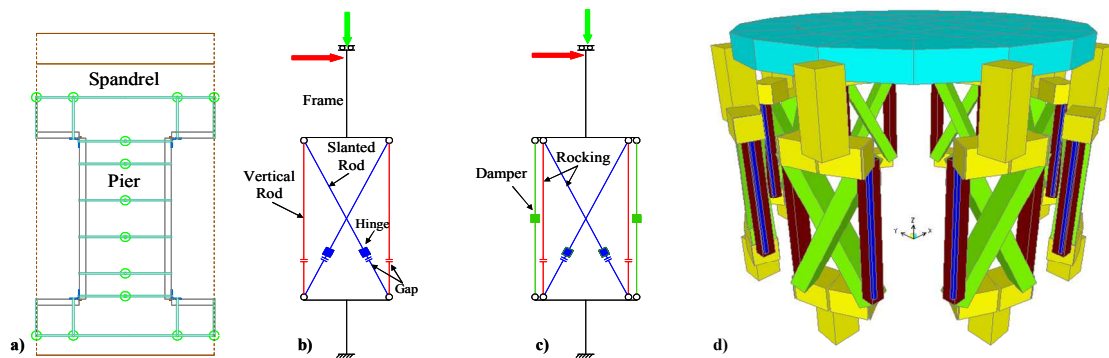 Spandrel
Pier
a)
Frame
Slanted
Rod
Vertical
Rod
Hinge
Gap
b)
Rocking
Damper
c)
Z
Y
X
d)